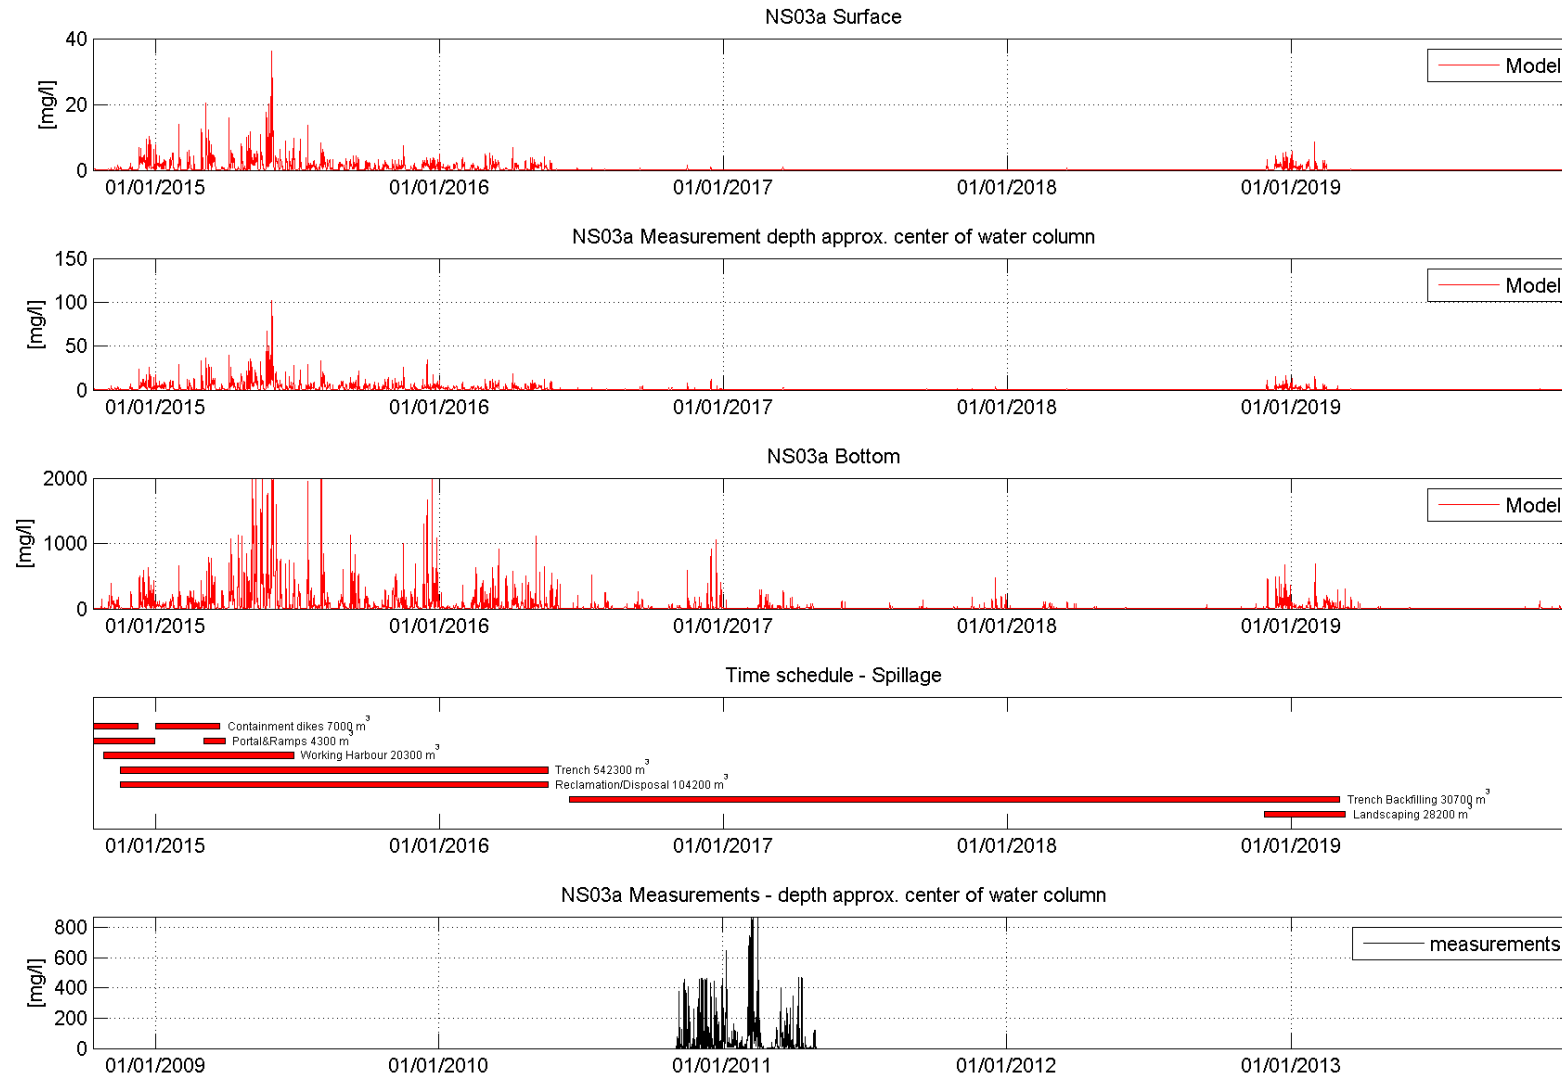 NS03a Surface
40
20
0
[mg/l]
Model
01/01/2015 01/01/2016 01/01/2017 01/01/2018 01/01/2019
NS03a Measurement depth approx. center of water column
150
100
50
0
[mg/l]
Model
01/01/2015 01/01/2016 01/01/2017 01/01/2018 01/01/2019
NS03a Bottom
2000
1000
0
[mg/l]
Model
01/01/2015 01/01/2016 01/01/2017 01/01/2018 01/01/2019
Time schedule - Spillage
Containment dikes 7000 m³
Portal&Ramps 4300 m³
Working Harbour 20300 m³
Trench 542300 m³
Reclamation/Disposal 104200 m³
Trench Backfilling 30700 m³
Landscaping 28200 m³
01/01/2015 01/01/2016 01/01/2017 01/01/2018 01/01/2019
NS03a Measurements - depth approx. center of water column
800
600
400
200
0
[mg/l]
measurements
01/01/2009 01/01/2010 01/01/2011 01/01/2012 01/01/2013